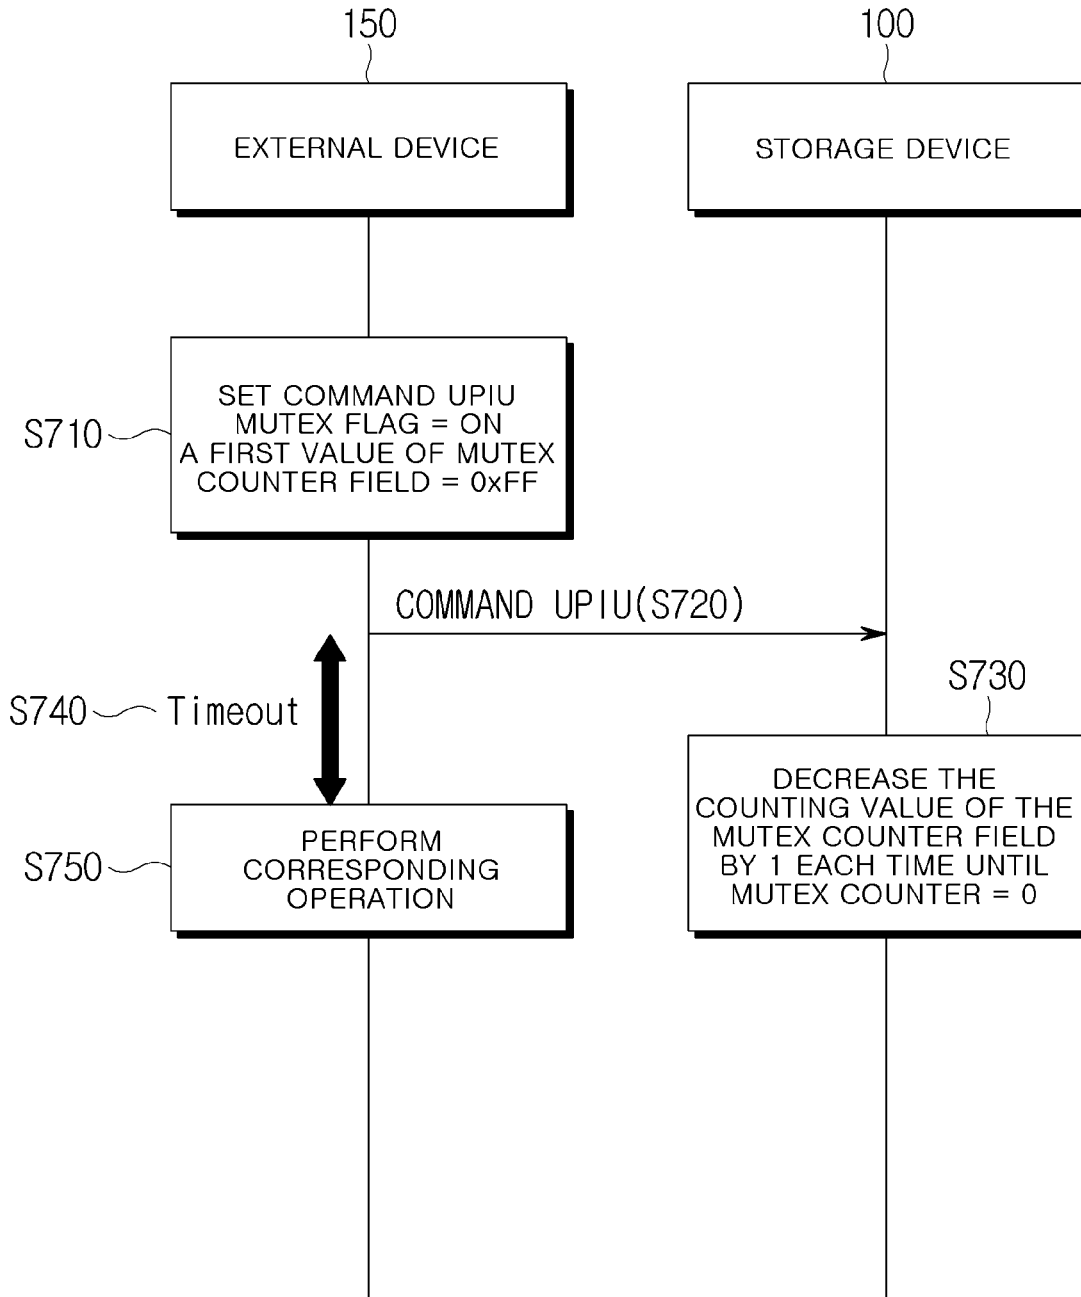 150
100
EXTERNAL DEVICE
STORAGE DEVICE
S710
SET COMMAND UPIU
MUTEX FLAG = ON
A FIRST VALUE OF MUTEX
COUNTER FIELD = 0xFF
COMMAND UPIU(S720)
S730
S740
Timeout
DECREASE THE
COUNTING VALUE OF THE
MUTEX COUNTER FIELD
BY 1 EACH TIME UNTIL
MUTEX COUNTER = 0
S750
PERFORM
CORRESPONDING
OPERATION